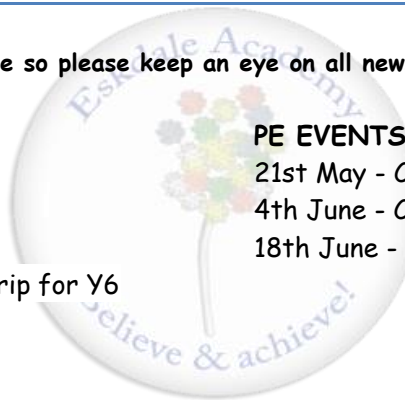 Eskdale Academy
e so please keep an eye on all new
PE EVENTS
21st May - C
4th June - C
18th June -
rip for Y6
Believe & achieve!